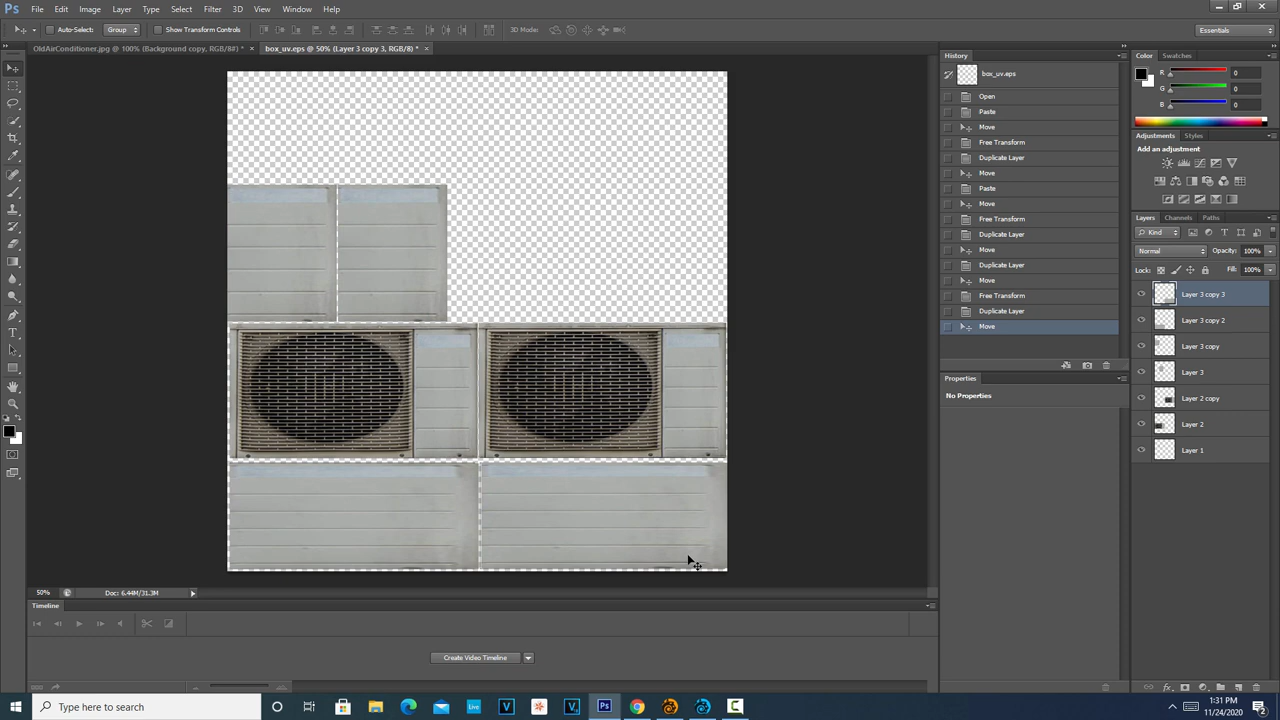 Ps File Edit Image Layer Type Select Filter 3D View Window Help
Auto-Select: Group Show Transform Controls 3D Mode: Essentials
OldAirConditioner.jpg @ 100% (Background copy, RGB/8#) * × box_uv.eps @ 50% (Layer 3 copy 3, RGB/8) * ×
History
box_uv.eps
Open
Paste
Move
Free Transform
Duplicate Layer
Move
Paste
Move
Free Transform
Duplicate Layer
Move
Duplicate Layer
Move
Free Transform
Duplicate Layer
Move
Properties
No Properties
Color Swatches
R 0
G 0
B 0
Adjustments Styles
Add an adjustment
Layers Channels Paths
Kind
Normal Opacity: 100%
Lock: Fill: 100%
Layer 3 copy 3
Layer 3 copy 2
Layer 3 copy
Layer 3
Layer 2 copy
Layer 2
Layer 1
50% Doc: 6.44M/31.3M
Timeline
Create Video Timeline
Type here to search
Live
V
V
Ps
C
1:31 PM
11/24/2020
2